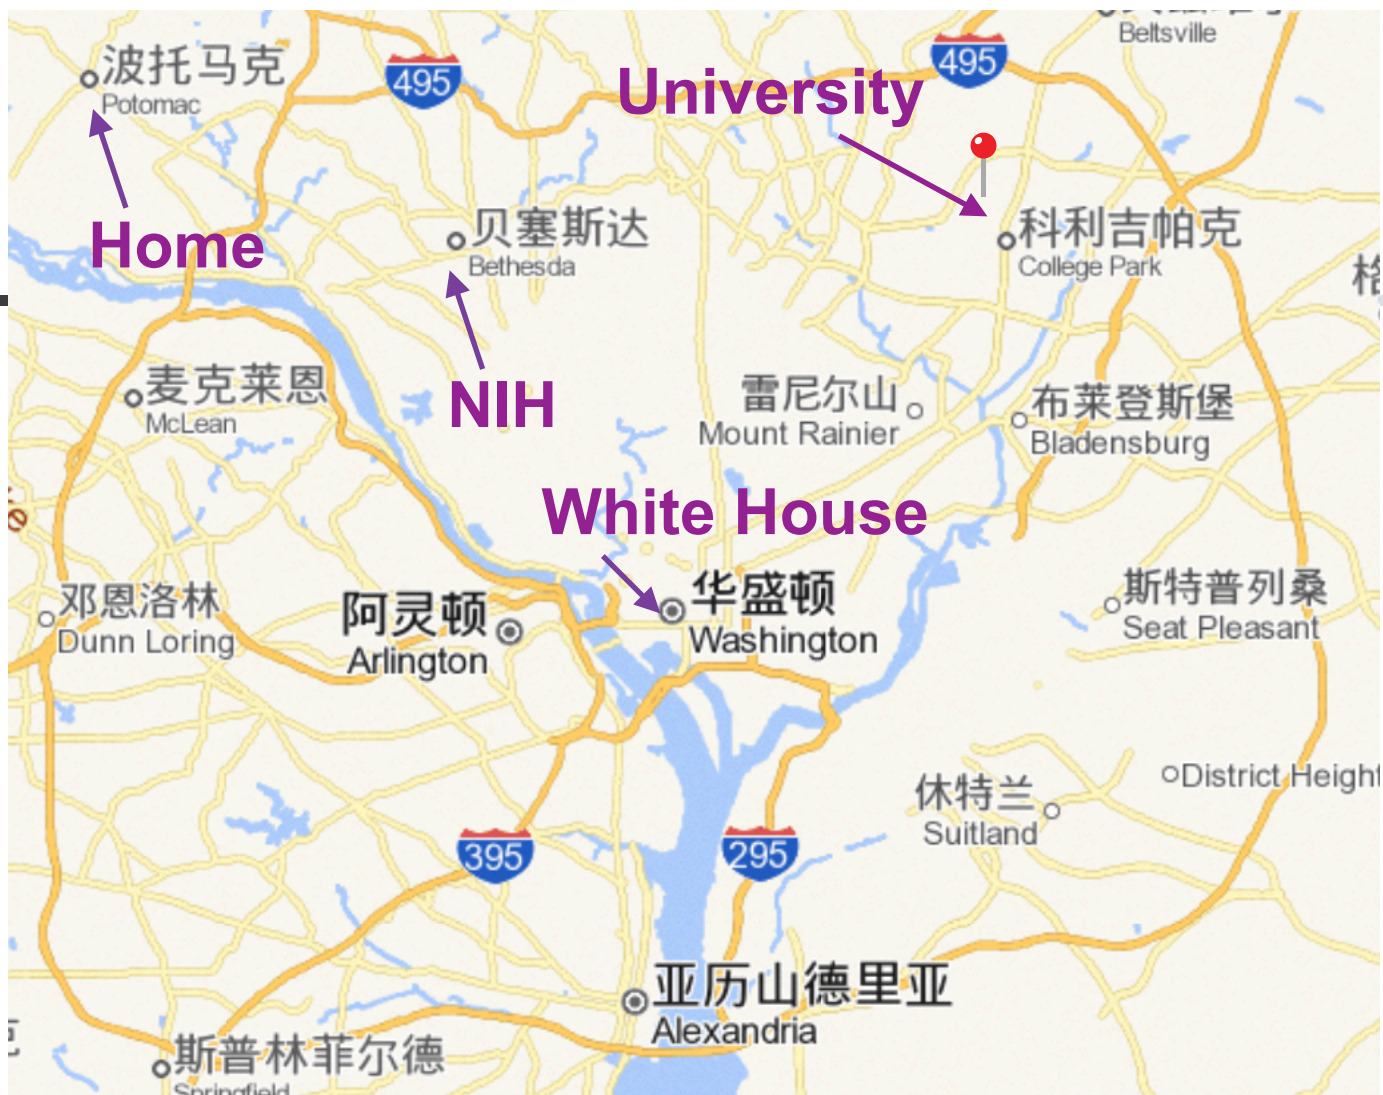 Beltsville
495
495
波托马克
Potomac
University
Home
贝塞斯达
Bethesda
科利吉帕克
College Park
格
NIH
麦克莱恩
McLean
雷尼尔山
Mount Rainier
布莱登斯堡
Bladensburg
White House
邓恩洛林
Dunn Loring
阿灵顿
Arlington
华盛顿
Washington
斯特普列桑
Seat Pleasant
休特兰
Suitland
District Height
395
295
亚历山德里亚
Alexandria
斯普林菲尔德
Springfield